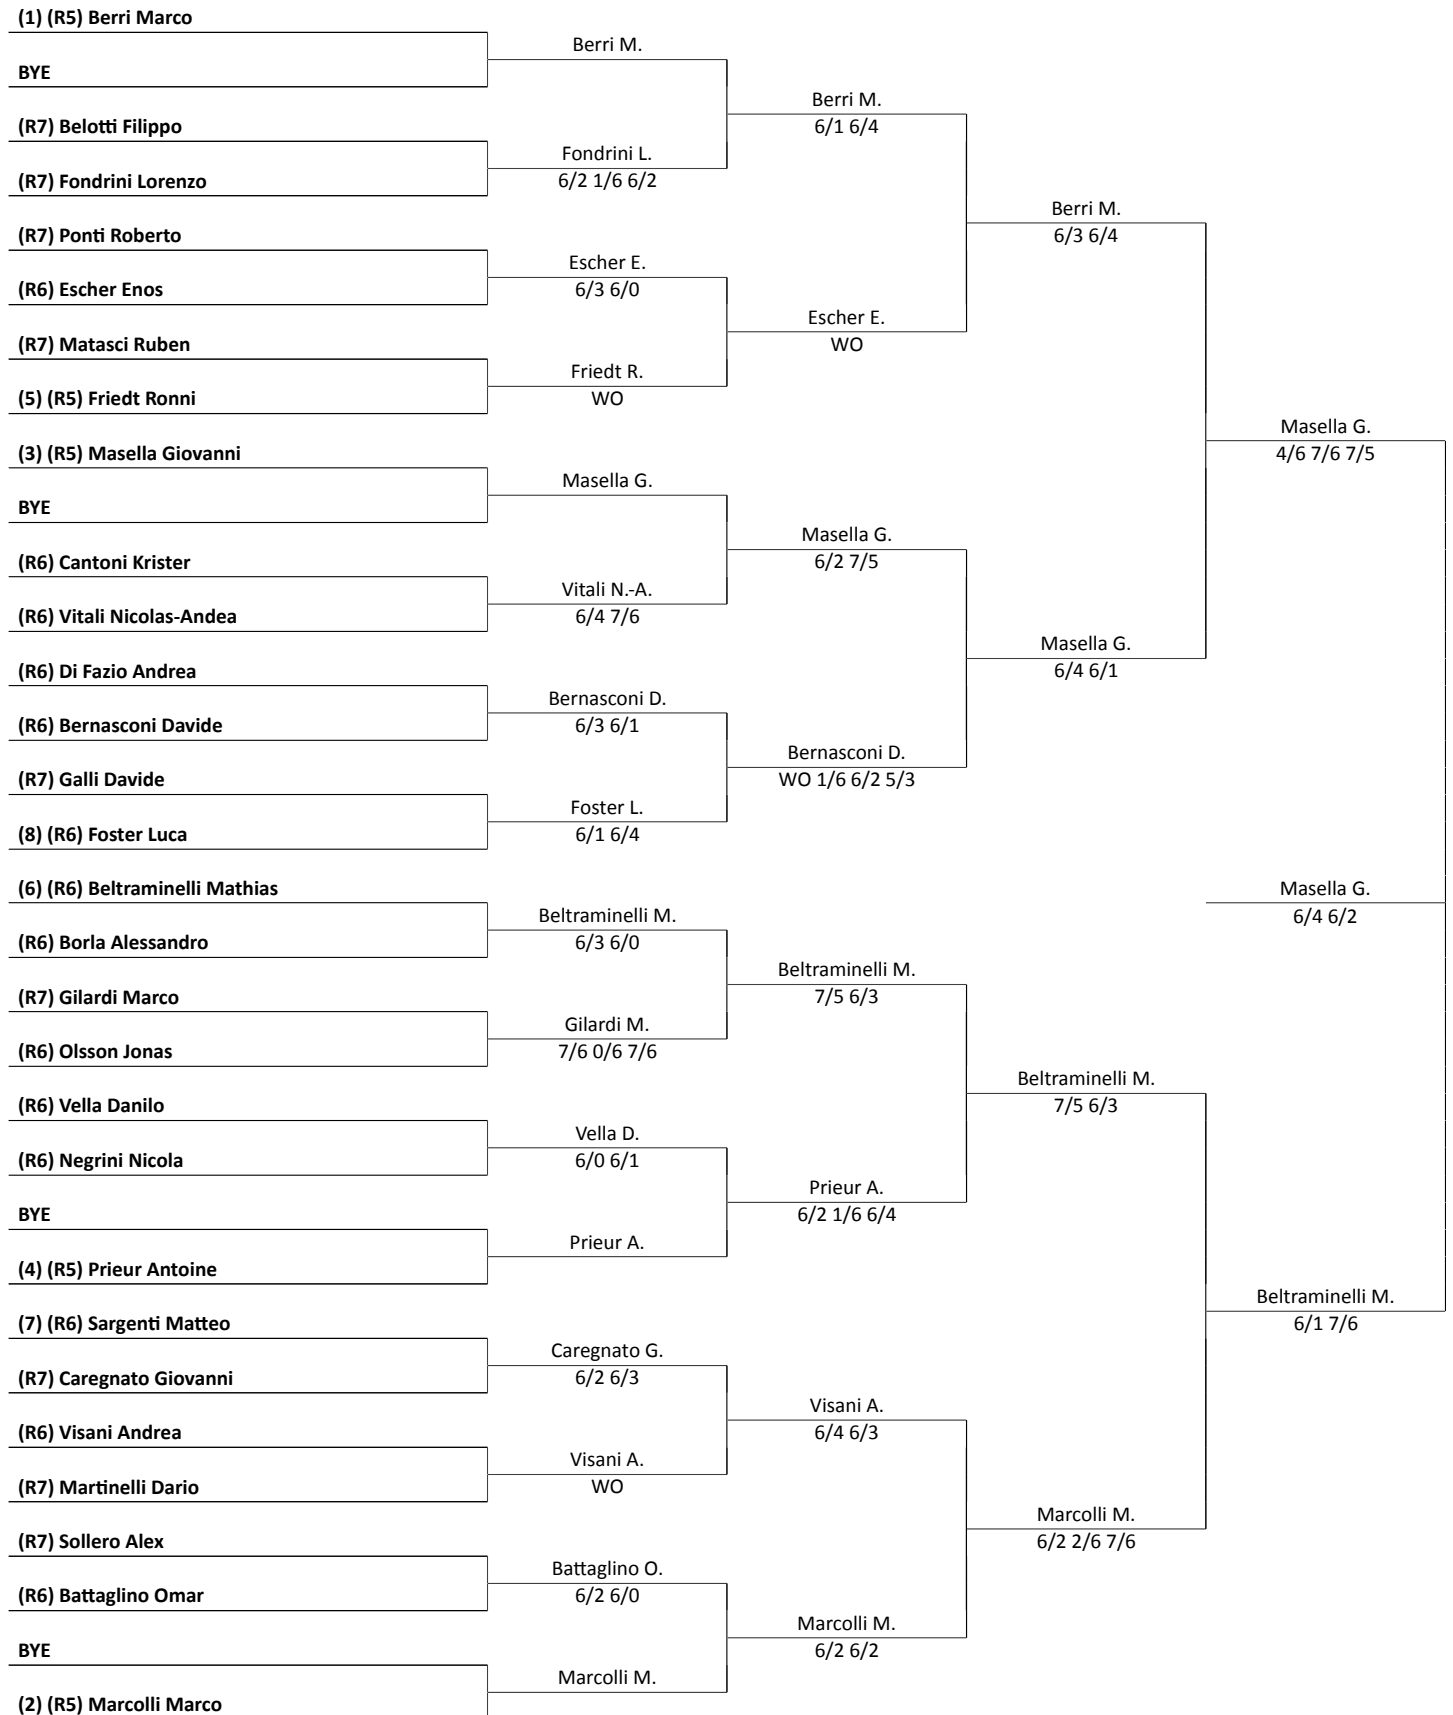 (1) (R5) Berri Marco
BYE
(R7) Belotti Filippo
(R7) Fondrini Lorenzo
(R7) Ponti Roberto
(R6) Escher Enos
(R7) Matasci Ruben
(5) (R5) Friedt Ronni
(3) (R5) Masella Giovanni
BYE
(R6) Cantoni Krister
(R6) Vitali Nicolas-Andea
(R6) Di Fazio Andrea
(R6) Bernasconi Davide
(R7) Galli Davide
(8) (R6) Foster Luca
(6) (R6) Beltraminelli Mathias
(R6) Borla Alessandro
(R7) Gilardi Marco
(R6) Olsson Jonas
(R6) Vella Danilo
(R6) Negrini Nicola
BYE
(4) (R5) Prieur Antoine
(7) (R6) Sargenti Matteo
(R7) Caregnato Giovanni
(R6) Visani Andrea
(R7) Martinelli Dario
(R7) Sollero Alex
(R6) Battaglino Omar
BYE
(2) (R5) Marcolli Marco
Berri M.
Fondrini L.
6/2 1/6 6/2
Escher E.
6/3 6/0
Friedt R.
WO
Masella G.
Vitali N.-A.
6/4 7/6
Bernasconi D.
6/3 6/1
Foster L.
6/1 6/4
Beltraminelli M.
6/3 6/0
Gilardi M.
7/6 0/6 7/6
Vella D.
6/0 6/1
Prieur A.
Caregnato G.
6/2 6/3
Visani A.
WO
Battaglino O.
6/2 6/0
Marcolli M.
Berri M.
6/1 6/4
Escher E.
WO
Masella G.
6/2 7/5
Bernasconi D.
WO 1/6 6/2 5/3
Beltraminelli M.
7/5 6/3
Prieur A.
6/2 1/6 6/4
Visani A.
6/4 6/3
Marcolli M.
6/2 6/2
Berri M.
6/3 6/4
Masella G.
6/4 6/1
Beltraminelli M.
7/5 6/3
Marcolli M.
6/2 2/6 7/6
Masella G.
4/6 7/6 7/5
Masella G.
6/4 6/2
Beltraminelli M.
6/1 7/6